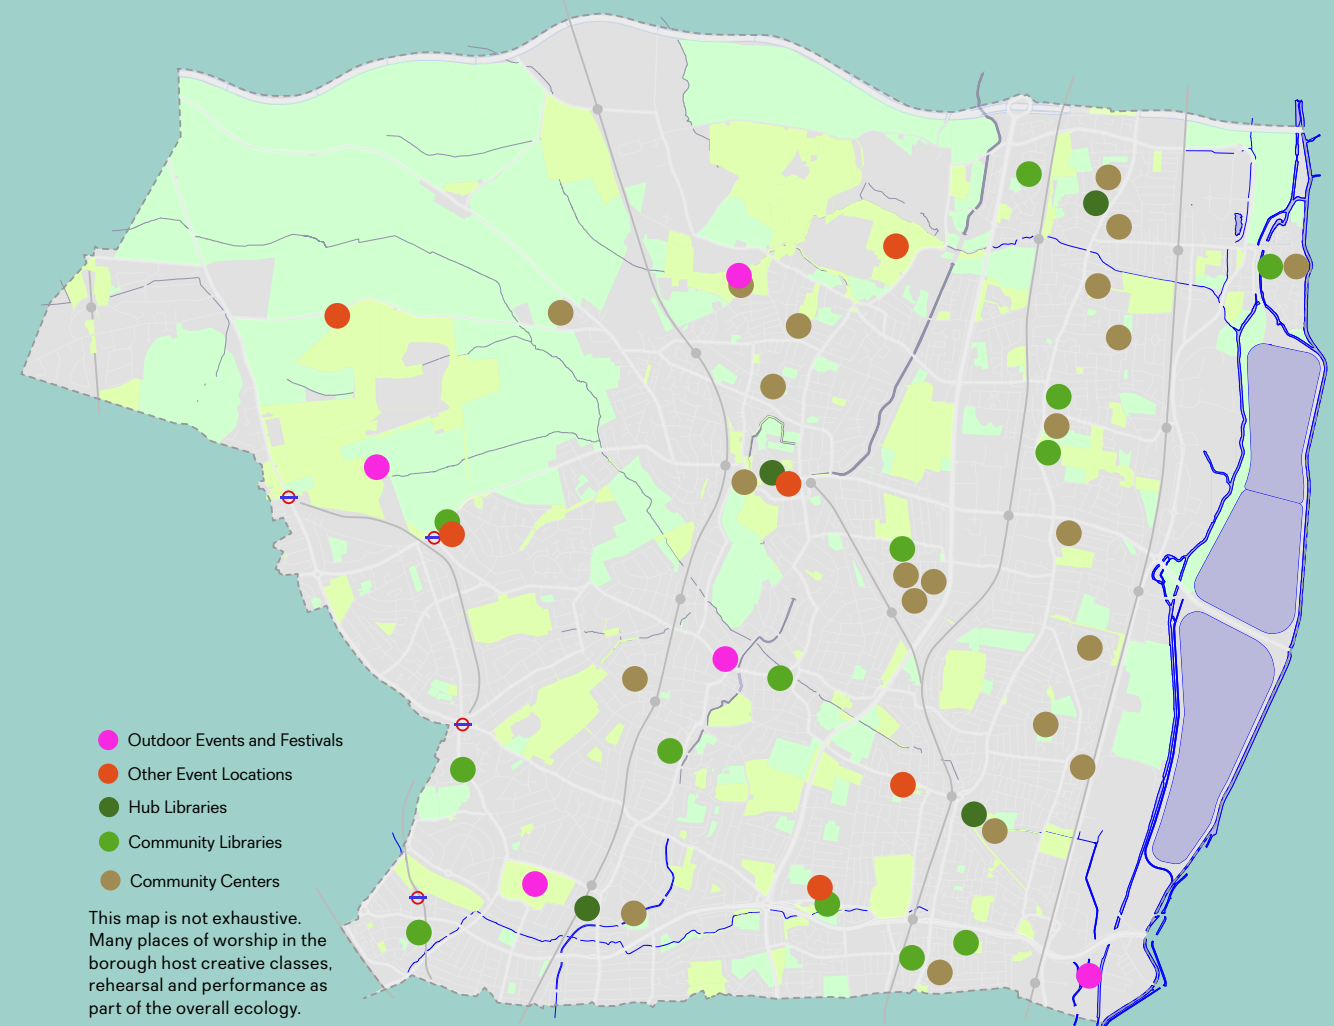 Outdoor Events and Festivals
Other Event Locations
Hub Libraries
Community Libraries
Community Centers
This map is not exhaustive.
Many places of worship in the
borough host creative classes,
rehearsal and performance as
part of the overall ecology.